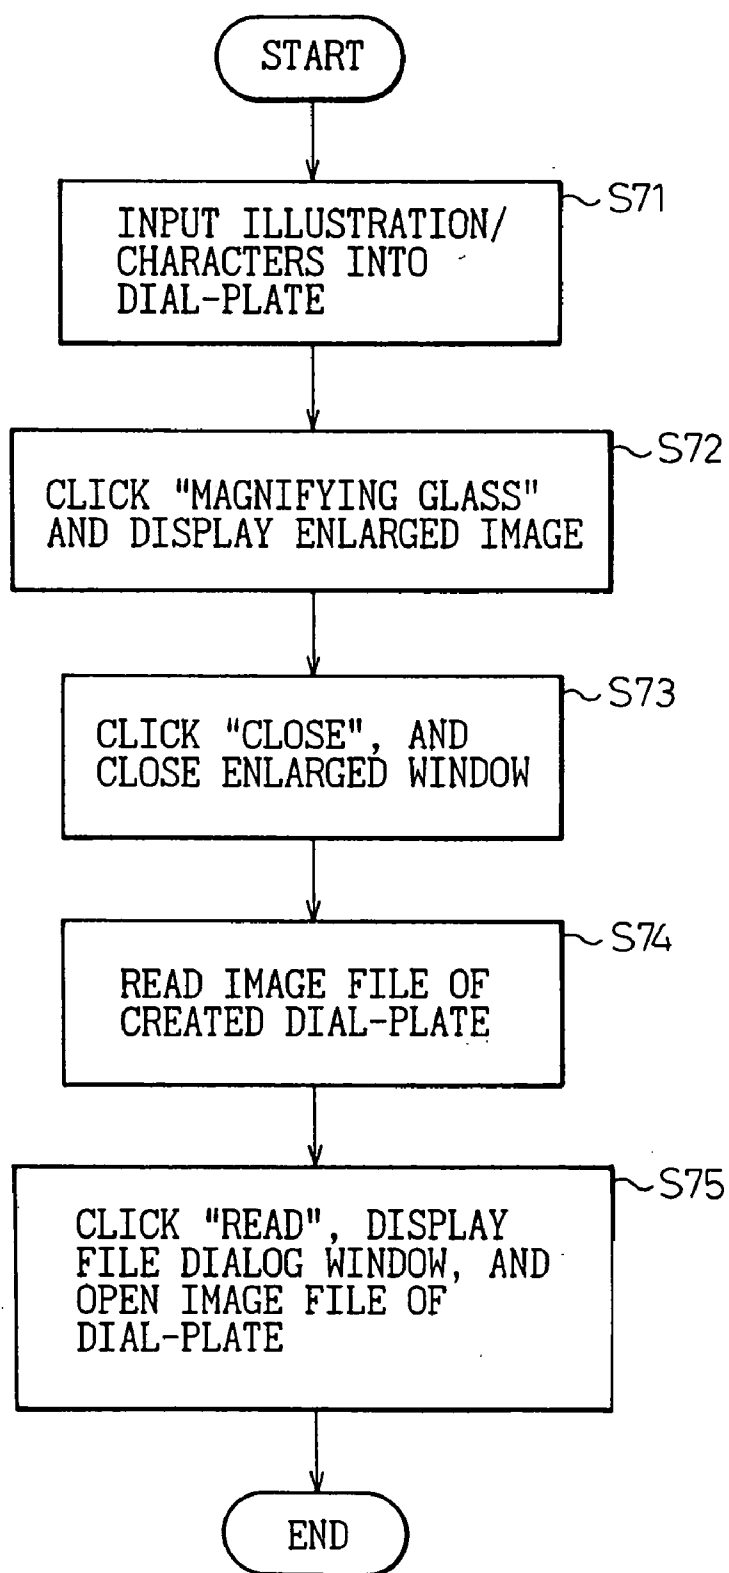 START
S71
INPUT ILLUSTRATION/
CHARACTERS INTO
DIAL-PLATE
S72
CLICK "MAGNIFYING GLASS"
AND DISPLAY ENLARGED IMAGE
S73
CLICK "CLOSE", AND
CLOSE ENLARGED WINDOW
S74
READ IMAGE FILE OF
CREATED DIAL-PLATE
S75
CLICK "READ", DISPLAY
FILE DIALOG WINDOW, AND
OPEN IMAGE FILE OF
DIAL-PLATE
END